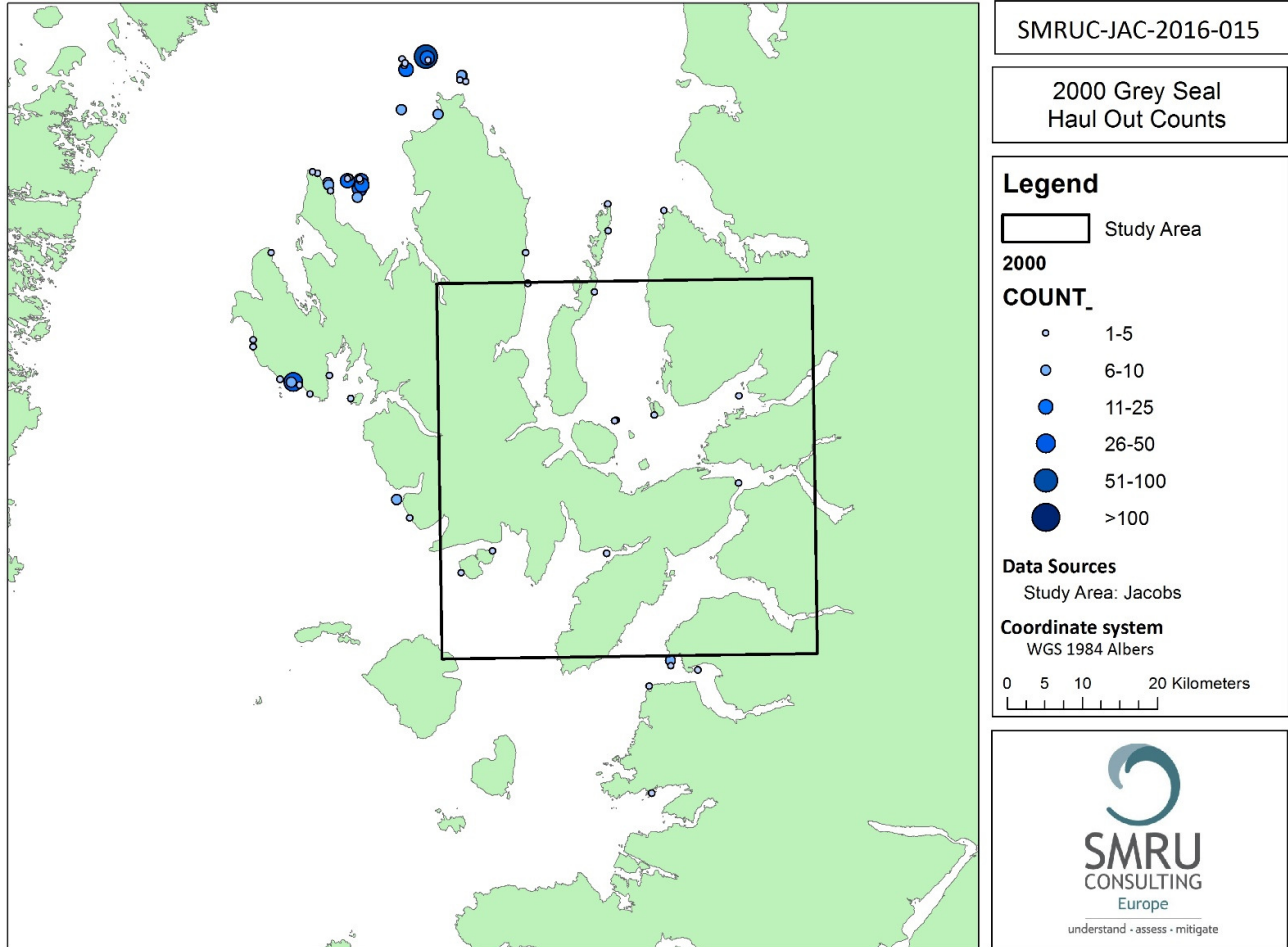 SMRUC-JAC-2016-015
2000 Grey Seal
Haul Out Counts
Legend
Study Area
2000
COUNT_
1-5
6-10
11-25
26-50
51-100
>100
Data Sources
Study Area: Jacobs
Coordinate system
WGS 1984 Albers
0 5 10 20 Kilometers
SMRU
CONSULTING
Europe
understand • assess • mitigate